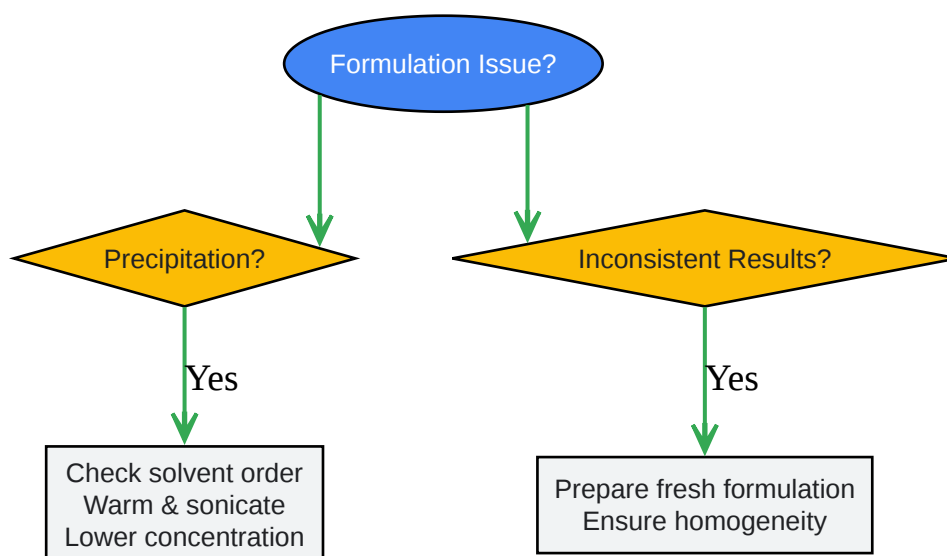 Formulation Issue?
Precipitation?
Inconsistent Results?
Yes
Yes
Check solvent order
Warm & sonicate
Lower concentration
Prepare fresh formulation
Ensure homogeneity